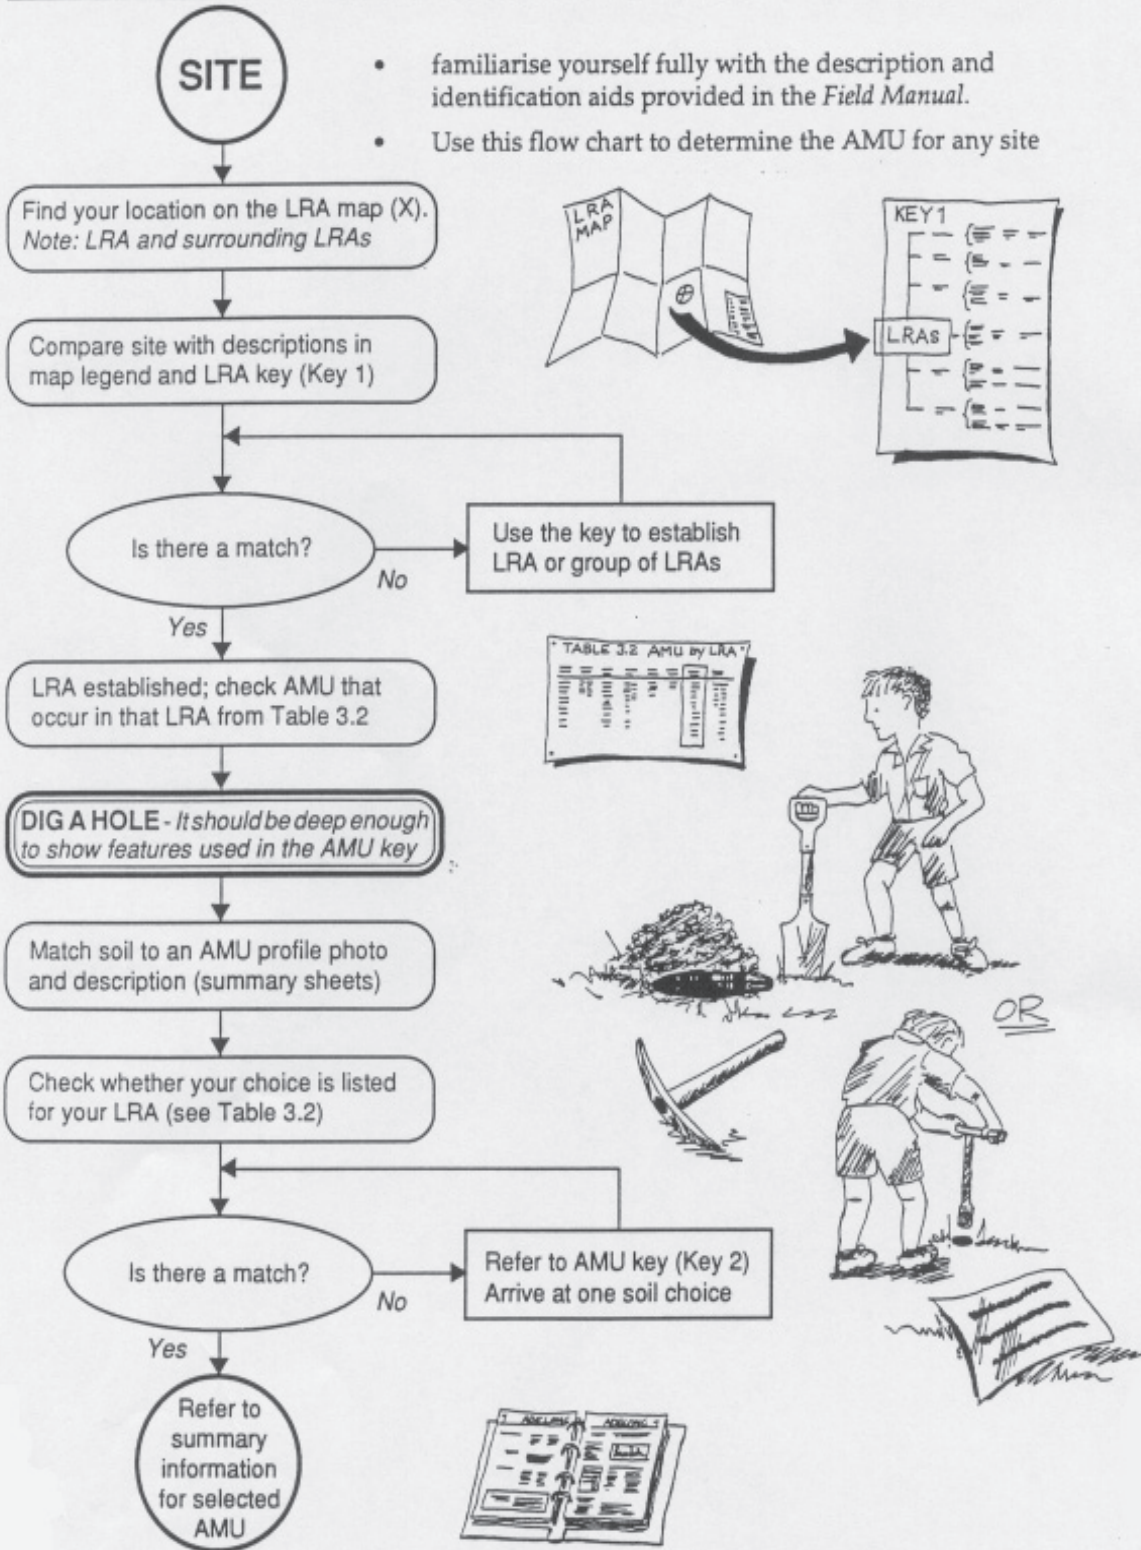 SITE
• familiarise yourself fully with the description and
identification aids provided in the Field Manual.
• Use this flow chart to determine the AMU for any site
Find your location on the LRA map (X).
Note: LRA and surrounding LRAs
LRA
MAP
KEY 1
LRAs
Compare site with descriptions in
map legend and LRA key (Key 1)
Is there a match?
No
Use the key to establish
LRA or group of LRAs
Yes
TABLE 3.2 AMU by LRA
LRA established; check AMU that
occur in that LRA from Table 3.2
DIG A HOLE - It should be deep enough
to show features used in the AMU key
Match soil to an AMU profile photo
and description (summary sheets)
OR
Check whether your choice is listed
for your LRA (see Table 3.2)
Is there a match?
No
Refer to AMU key (Key 2)
Arrive at one soil choice
Yes
Refer to
summary
information
for selected
AMU